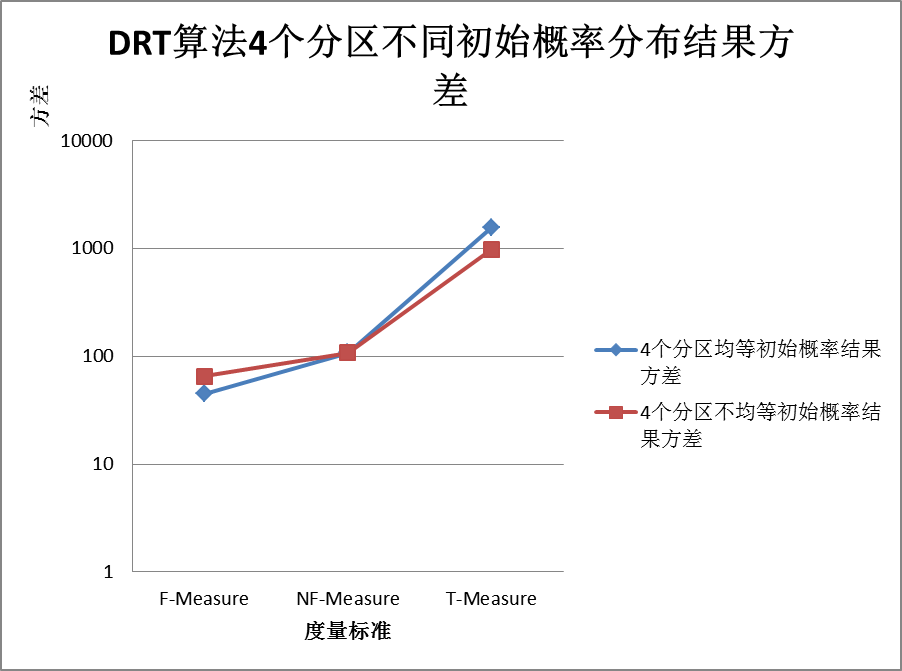 DRT算法4个分区不同初始概率分布结果方
差
方差
10000
1000
100
10
1
F-Measure
NF-Measure
T-Measure
度量标准
4个分区均等初始概率结果
方差
4个分区不均等初始概率结
果方差